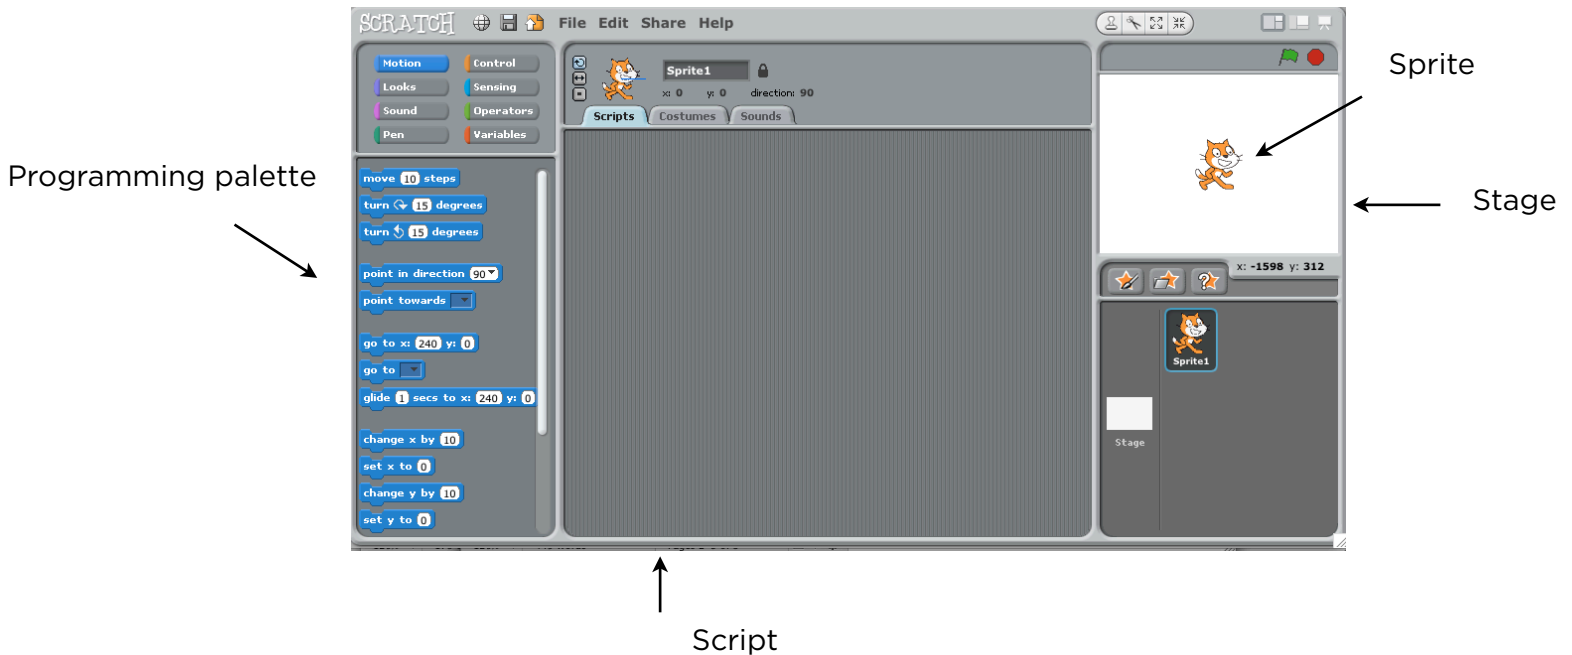 SCRATCH File Edit Share Help
Sprite
Motion Control
Looks Sensing
Sound Operators
Pen Variables
Sprite1
x: 0 y: 0 direction: 90
Scripts Costumes Sounds
Programming palette
Stage
move 10 steps
turn 15 degrees
turn 15 degrees
point in direction 90
point towards
go to x: 240 y: 0
go to
glide 1 secs to x: 240 y: 0
change x by 10
set x to 0
change y by 10
set y to 0
x: -1598 y: 312
Sprite1
Stage
Script